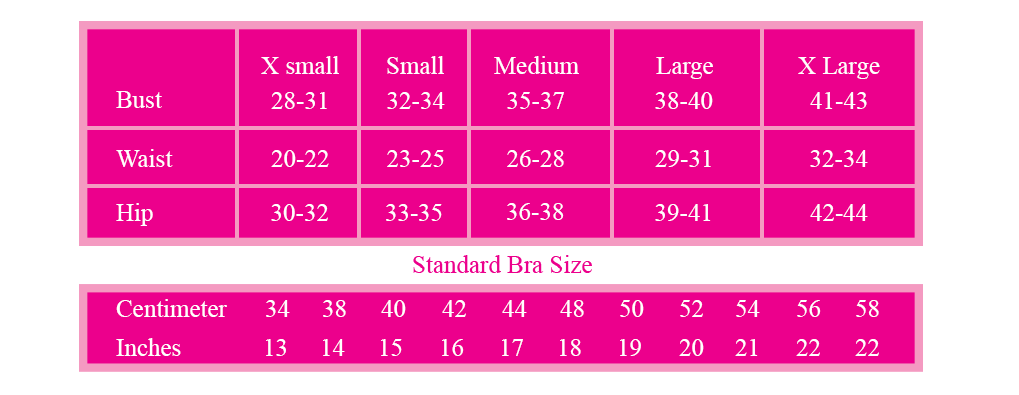 X small Small Medium Large X Large
Bust 28-31 32-34 35-37 38-40 41-43
Waist 20-22 23-25 26-28 29-31 32-34
Hip 30-32 33-35 36-38 39-41 42-44
Standard Bra Size
Centimeter 34 38 40 42 44 48 50 52 54 56 58
Inches 13 14 15 16 17 18 19 20 21 22 22